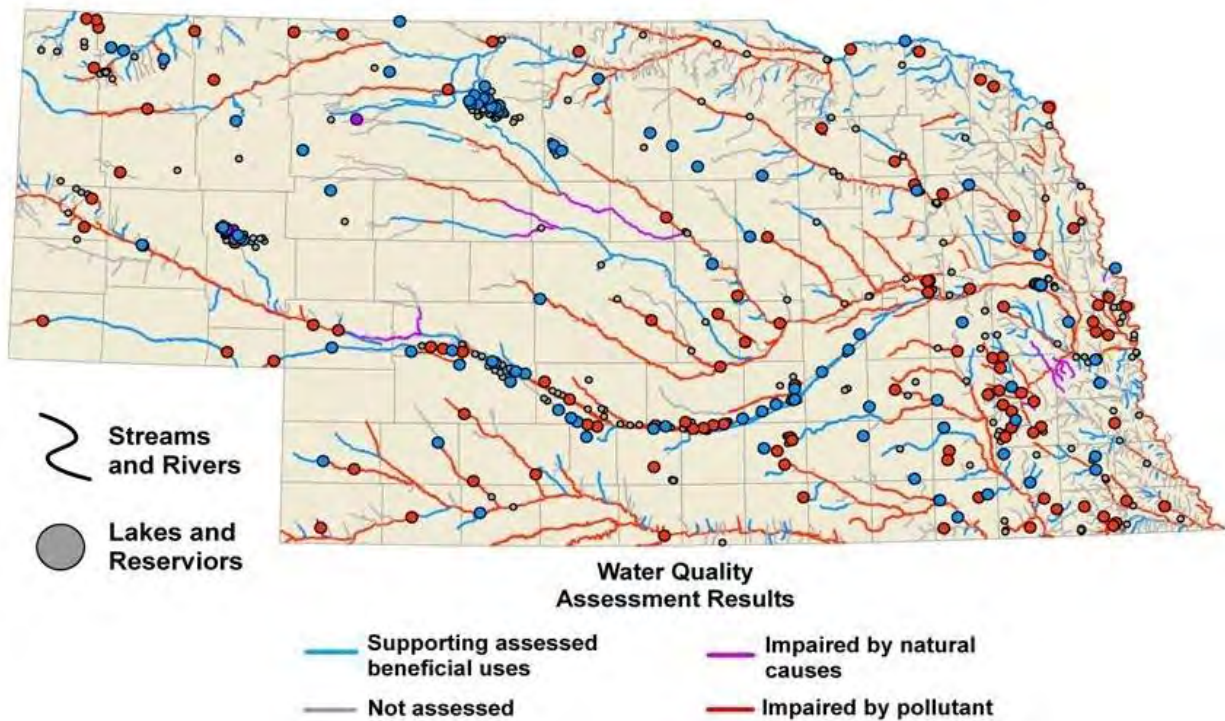 Streams
and Rivers
Lakes and
Reserviors
Water Quality
Assessment Results
Supporting assessed
beneficial uses
Not assessed
Impaired by natural
causes
Impaired by pollutant